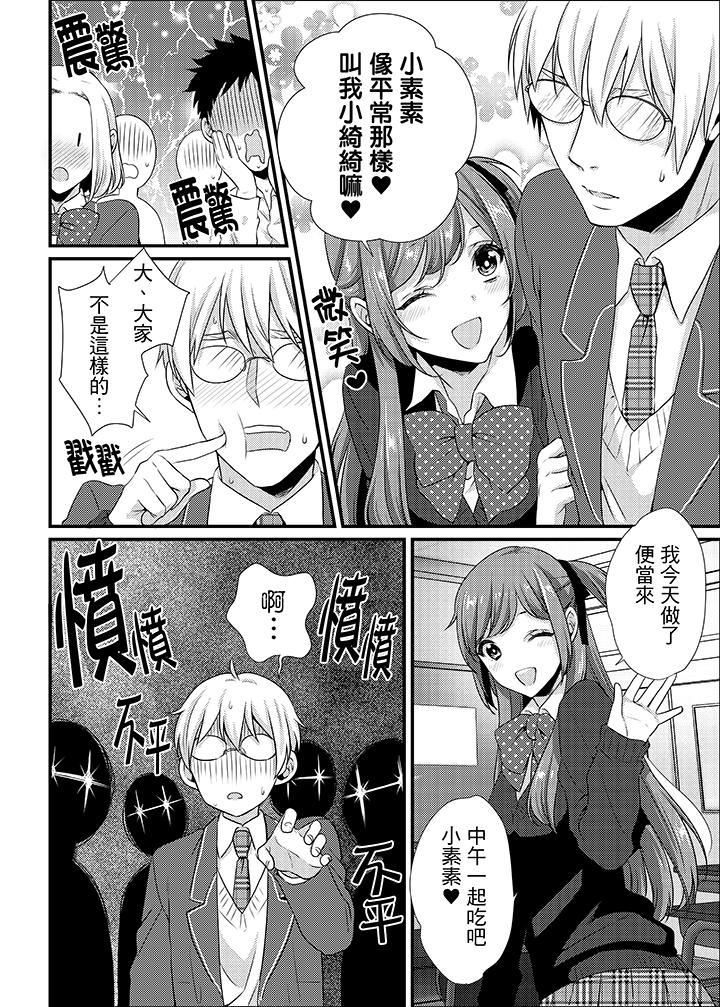 小素素
像平常那樣♥
叫我小綺綺嘛
♥
微笑♥
震驚
震驚
大、大家
不是這樣的…
戳戳
我今天做了
便當來
中午一起吃吧
小素素♥
啊…
憤憤
不平
憤憤
不平